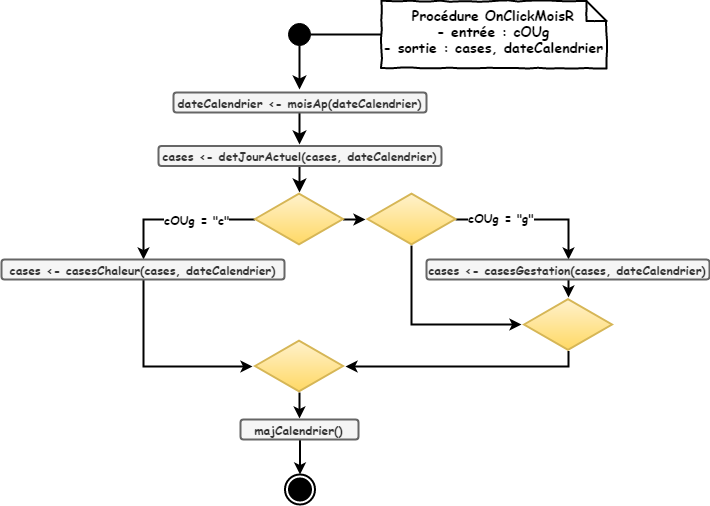 Procédure OnClickMoisR
- entrée : cOUg
- sortie : cases, dateCalendrier
dateCalendrier <- moisAp(dateCalendrier)
cases <- detJourActuel(cases, dateCalendrier)
cOUg = "c"
cOUg = "g"
cases <- casesChaleur(cases, dateCalendrier)
cases <- casesGestation(cases, dateCalendrier)
majCalendrier()